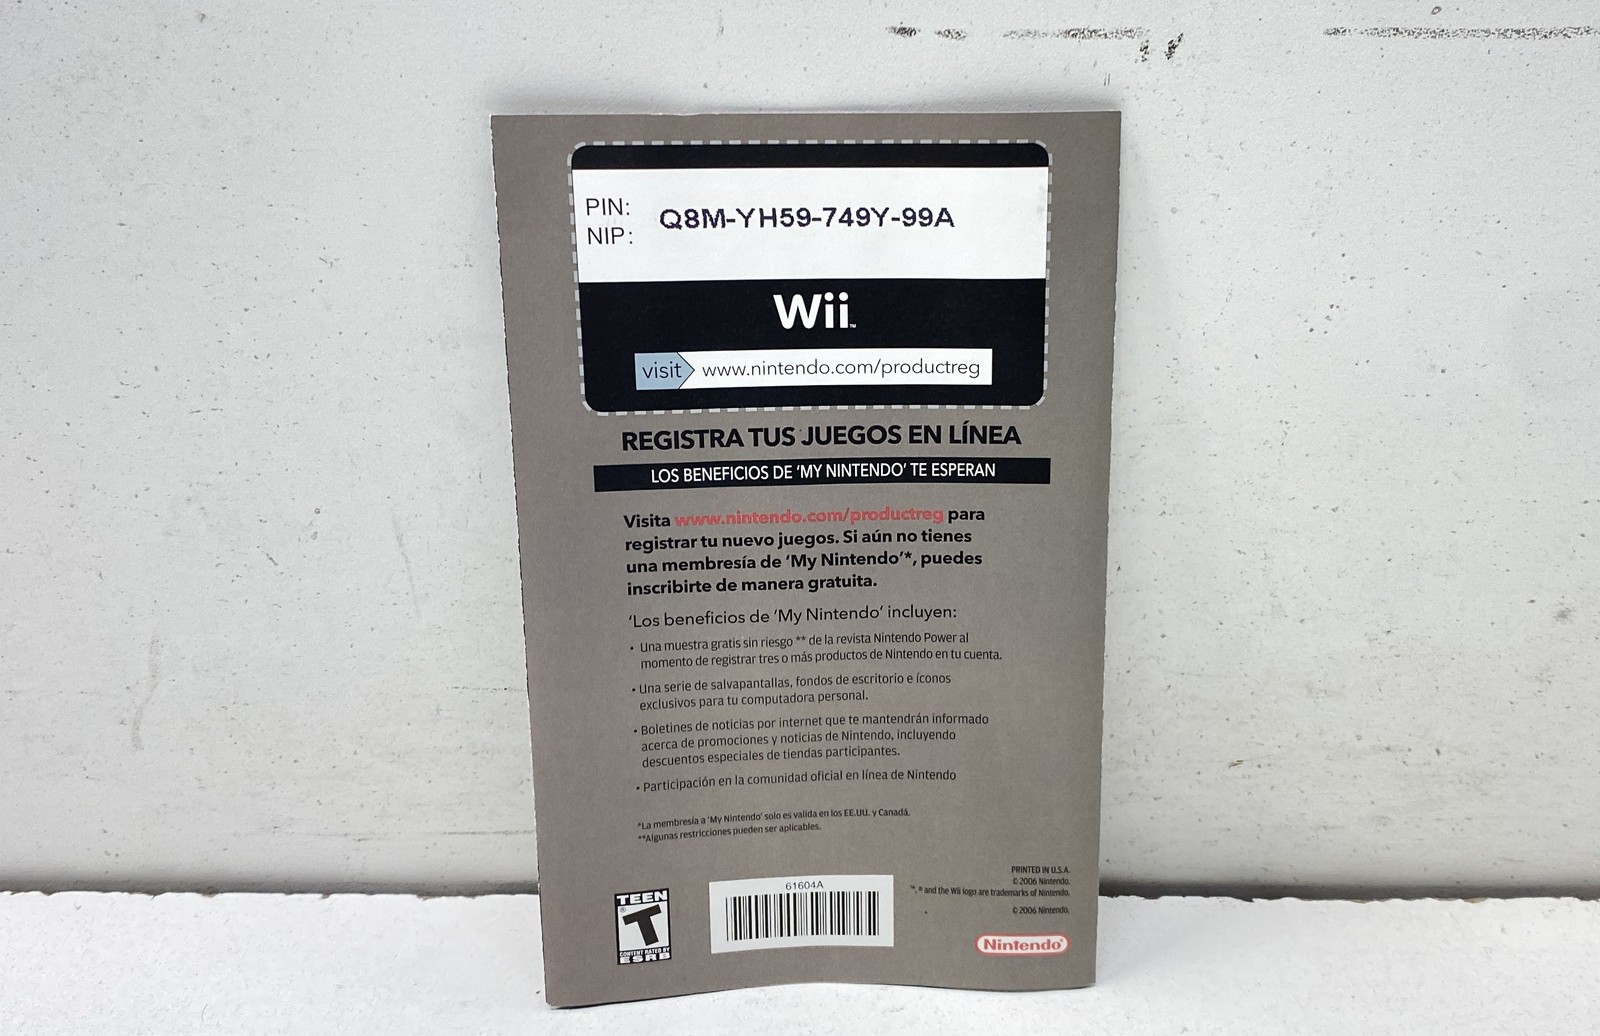 PIN:
NIP:
Q8M-YH59-749Y-99A
Wii™
visit www.nintendo.com/productreg
REGISTRA TUS JUEGOS EN LÍNEA
LOS BENEFICIOS DE ‘MY NINTENDO’ TE ESPERAN
Visita www.nintendo.com/productreg para
registrar tu nuevo juegos. Si aún no tienes
una membresía de ‘My Nintendo’*, puedes
inscribirte de manera gratuita.
‘Los beneficios de ‘My Nintendo’ incluyen:
• Una muestra gratis sin riesgo ** de la revista Nintendo Power al
momento de registrar tres o más productos de Nintendo en tu cuenta.
• Una serie de salvapantallas, fondos de escritorio e íconos
exclusivos para tu computadora personal.
• Boletines de noticias por internet que te mantendrán informado
acerca de promociones y noticias de Nintendo, incluyendo
descuentos especiales de tiendas participantes.
• Participación en la comunidad oficial en línea de Nintendo
*La membresía a ‘My Nintendo’ solo es valida en los EE.UU. y Canadá.
**Algunas restricciones pueden ser aplicables.
TEEN
T
®
CONTENT RATED BY
ESRB
61604A
PRINTED IN U.S.A.
© 2006 Nintendo.
™, ® and the Wii logo are trademarks of Nintendo.
© 2006 Nintendo.
Nintendo®